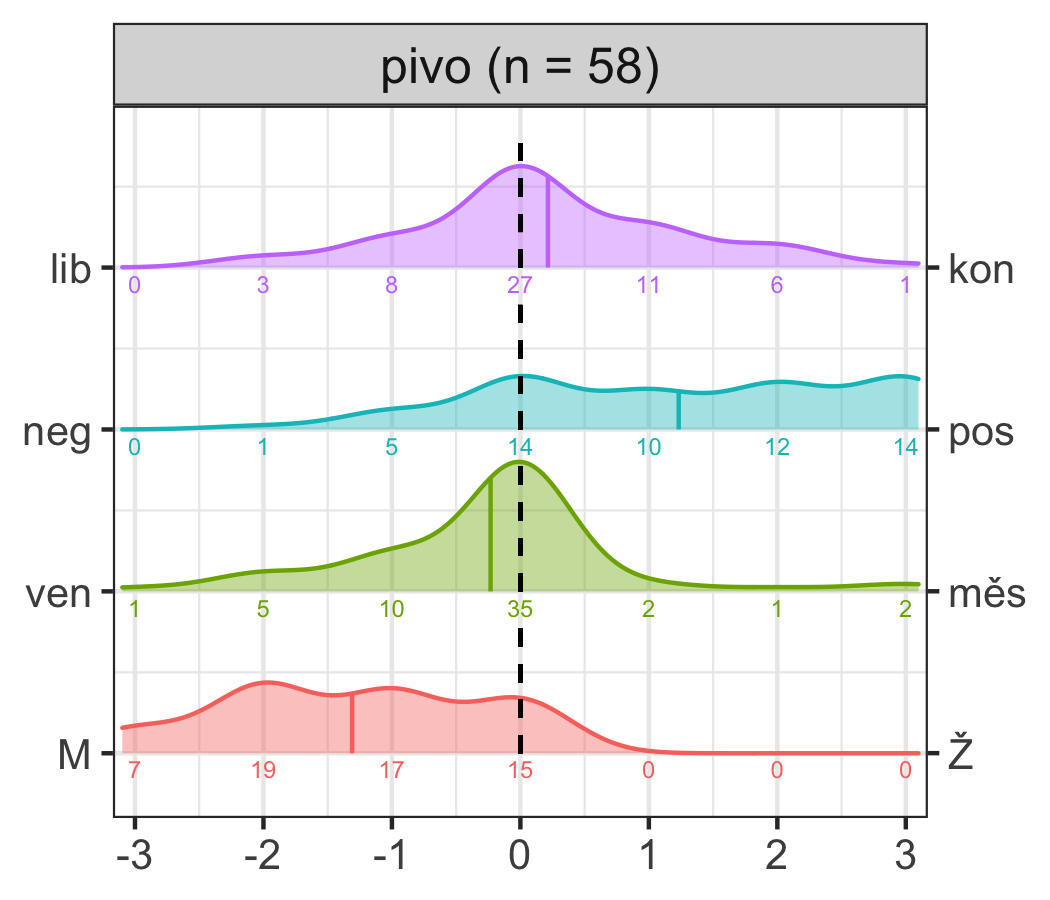 pivo (n = 58)
lib kon
0 3 8 27 11 6 1
neg pos
0 1 5 14 10 12 14
ven měs
1 5 10 35 2 1 2
M Ž
7 19 17 15 0 0 0
-3 -2 -1 0 1 2 3